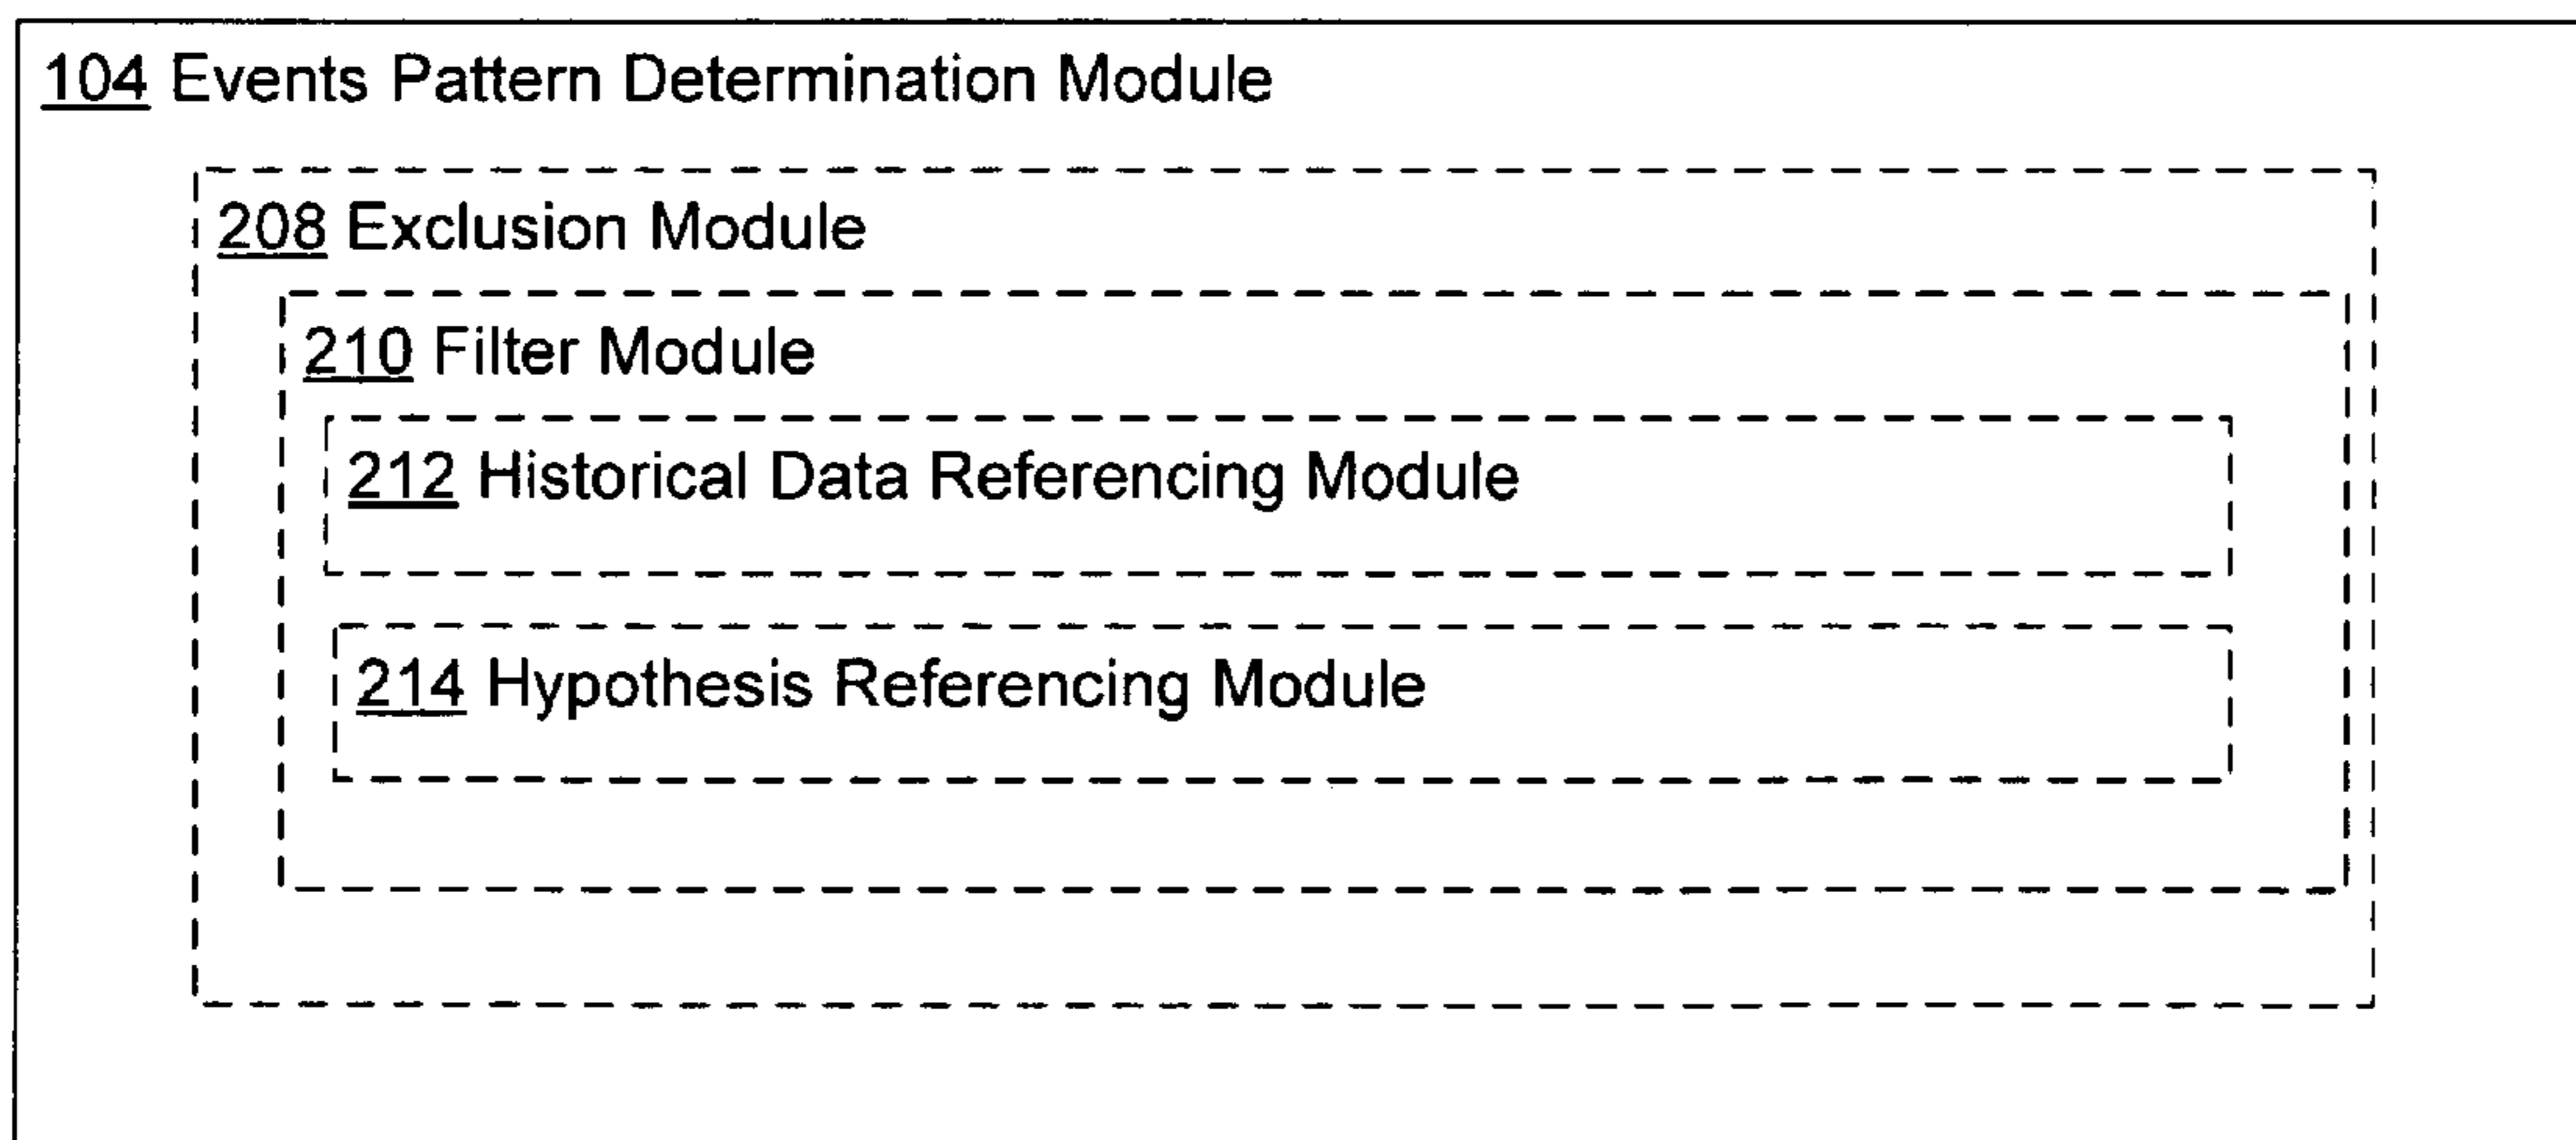 104 Events Pattern Determination Module
208 Exclusion Module
210 Filter Module
212 Historical Data Referencing Module
214 Hypothesis Referencing Module